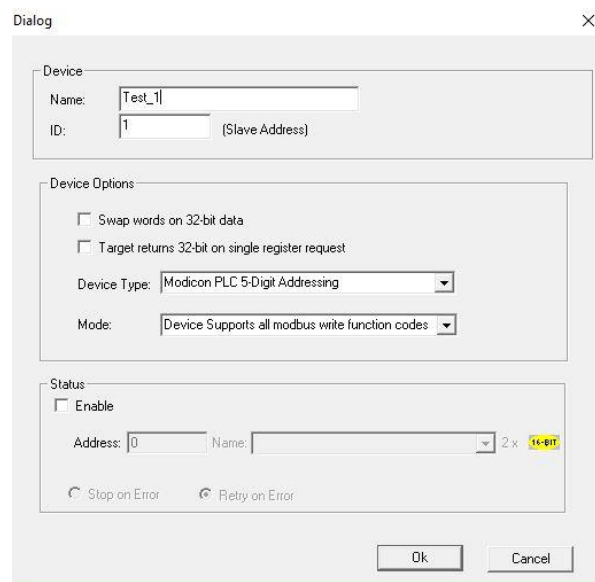 Dialog
Device
Name: Test_1
ID: 1 (Slave Address)
Device Options
Swap words on 32-bit data
Target returns 32-bit on single register request
Device Type: Modicon PLC 5-Digit Addressing
Mode: Device Supports all modbus write function codes
Status
Enable
Address: 0 Name: 2 x 16-BIT
Stop on Error Retry on Error
Ok Cancel